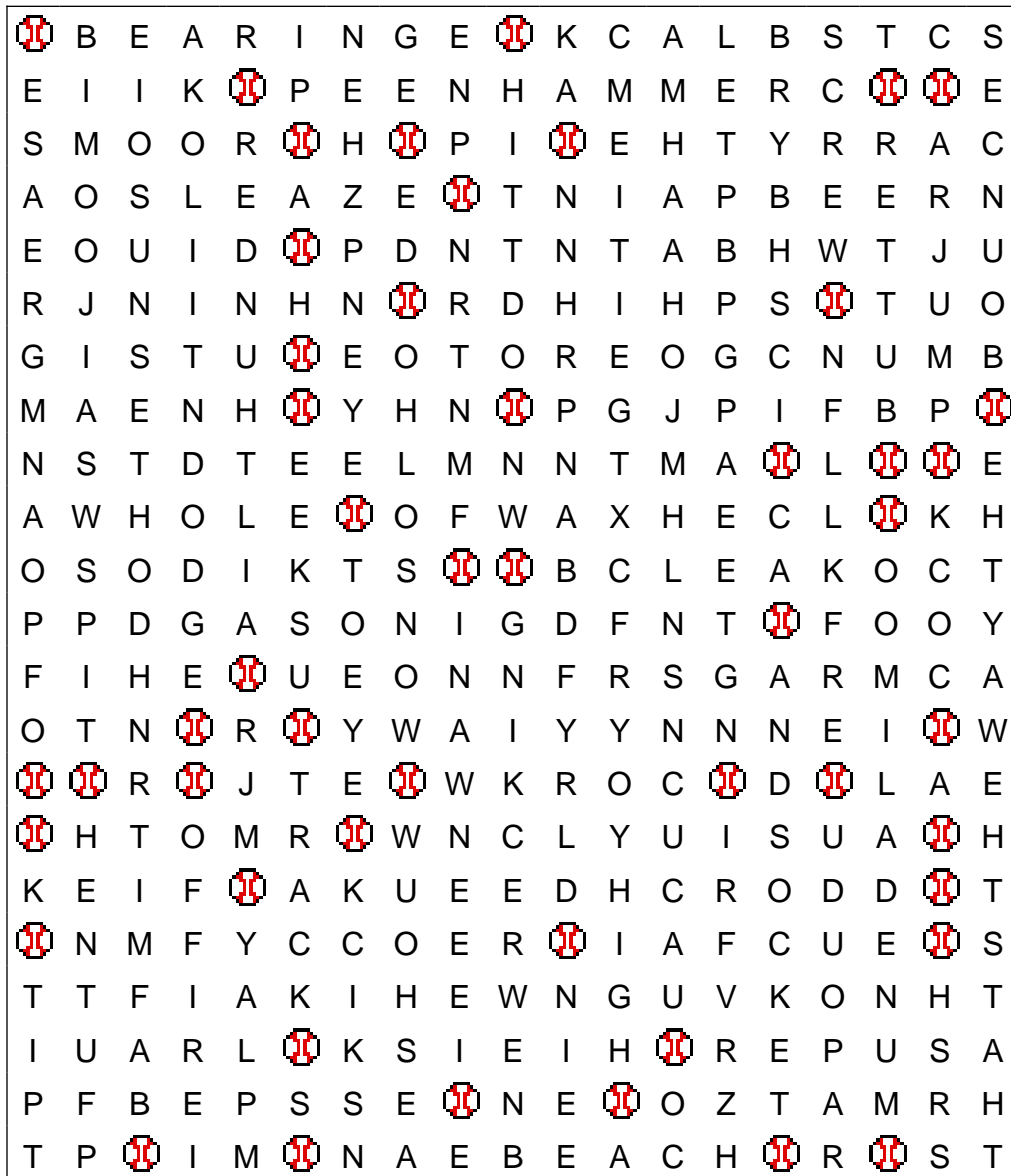 B E A R I N G E K C A L B S T C S
E I I K P E E N H A M M E R C E
S M O O R H P I E H T Y R R A C
A O S L E A Z E T N I A P B E E R N
E O U I D P D N T N T A B H W T J U
R J N I N H N R D H I H P S T U O
G I S T U E O T O R E O G C N U M B
M A E N H Y H N P G J P I F B P
N S T D T E E L M N N T M A L E
A W H O L E O F W A X H E C L K H
O S O D I K T S B C L E A K O C T
P P D G A S O N I G D F N T F O O Y
F I H E U E O N N F R S G A R M C A
O T N R Y W A I Y Y N N N E I W
R J T E W K R O C D L A E
H T O M R W N C L Y U I S U A H
K E I F A K U E E D H C R O D D T
N M F Y C C O E R I A F C U E S
T T F I A K I H E W N G U V K O N H T
I U A R L K S I E I H R E P U S A
P F B E P S S E N E O Z T A M R H
T P I M N A E B E A C H R S T